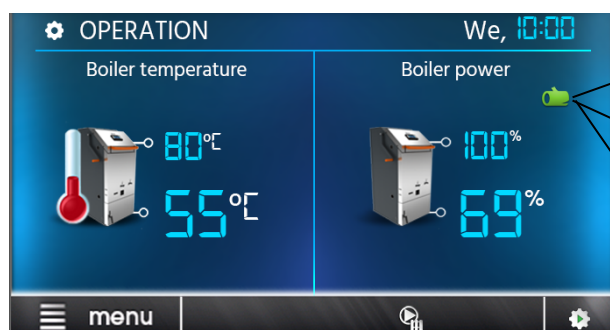 OPERATION We, 10:00
Boiler temperature Boiler power
80°C 100%
55°C 69%
menu